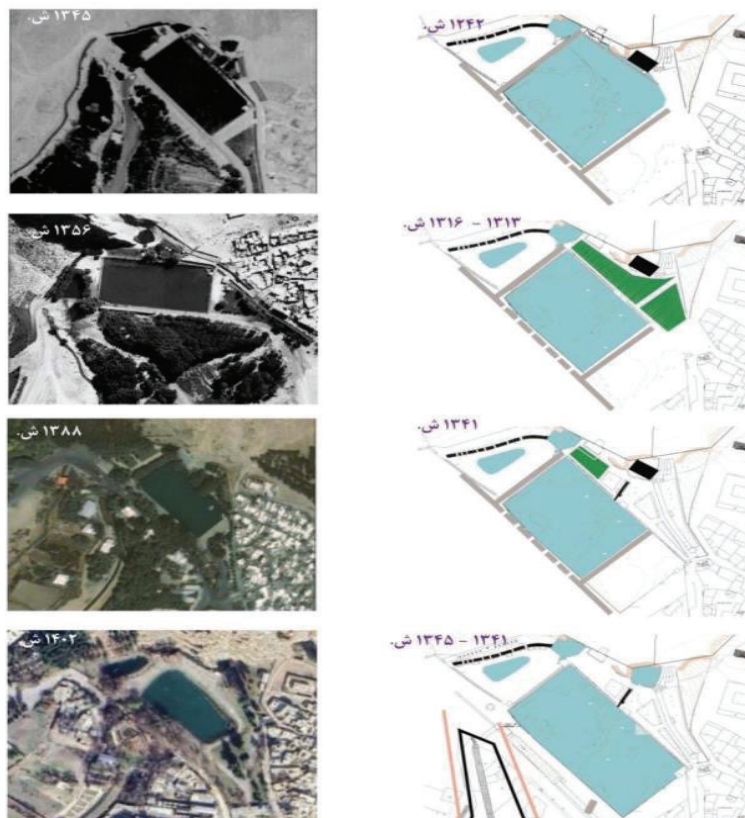 ۱۲۴۲ ش.
۱۳۴۵ ش.
۱۳۱۳ - ۱۳۱۶ ش.
۱۳۵۶ ش.
۱۳۴۱ ش.
۱۳۸۸ ش.
۱۳۴۱ - ۱۳۴۵ ش.
۱۴۰۲ ش.